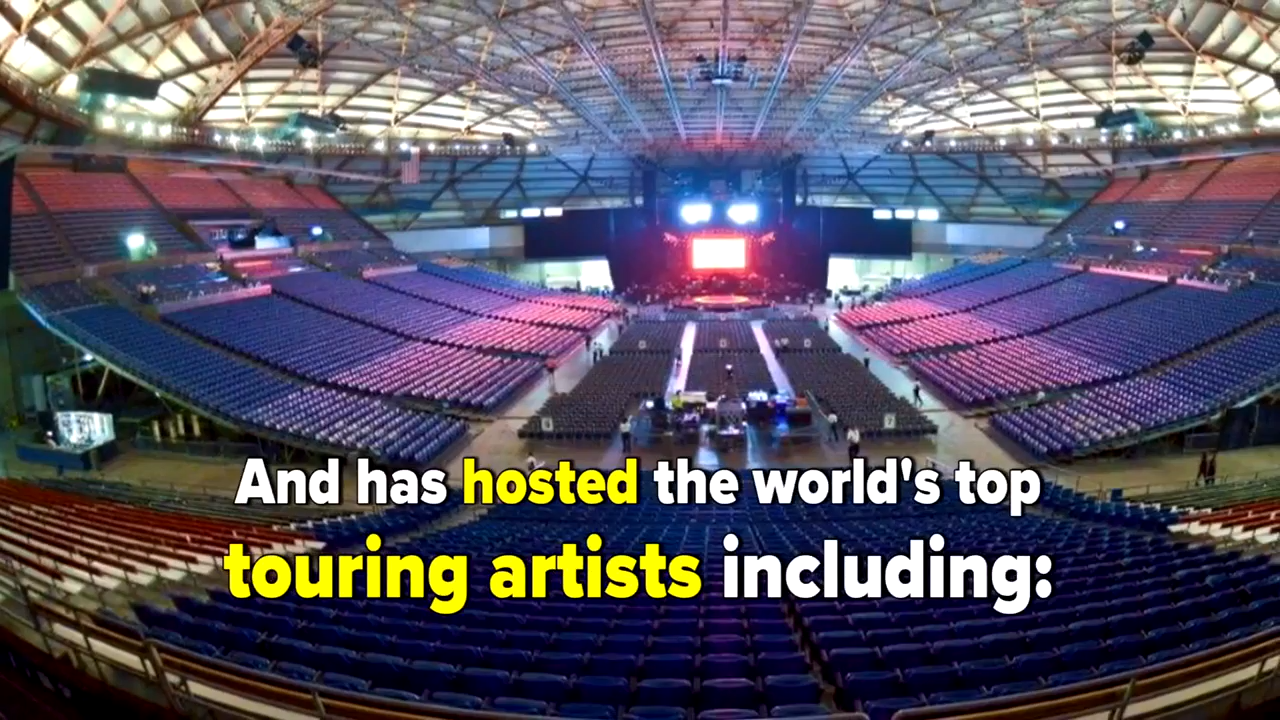 And has hosted the world's top
touring artists including: